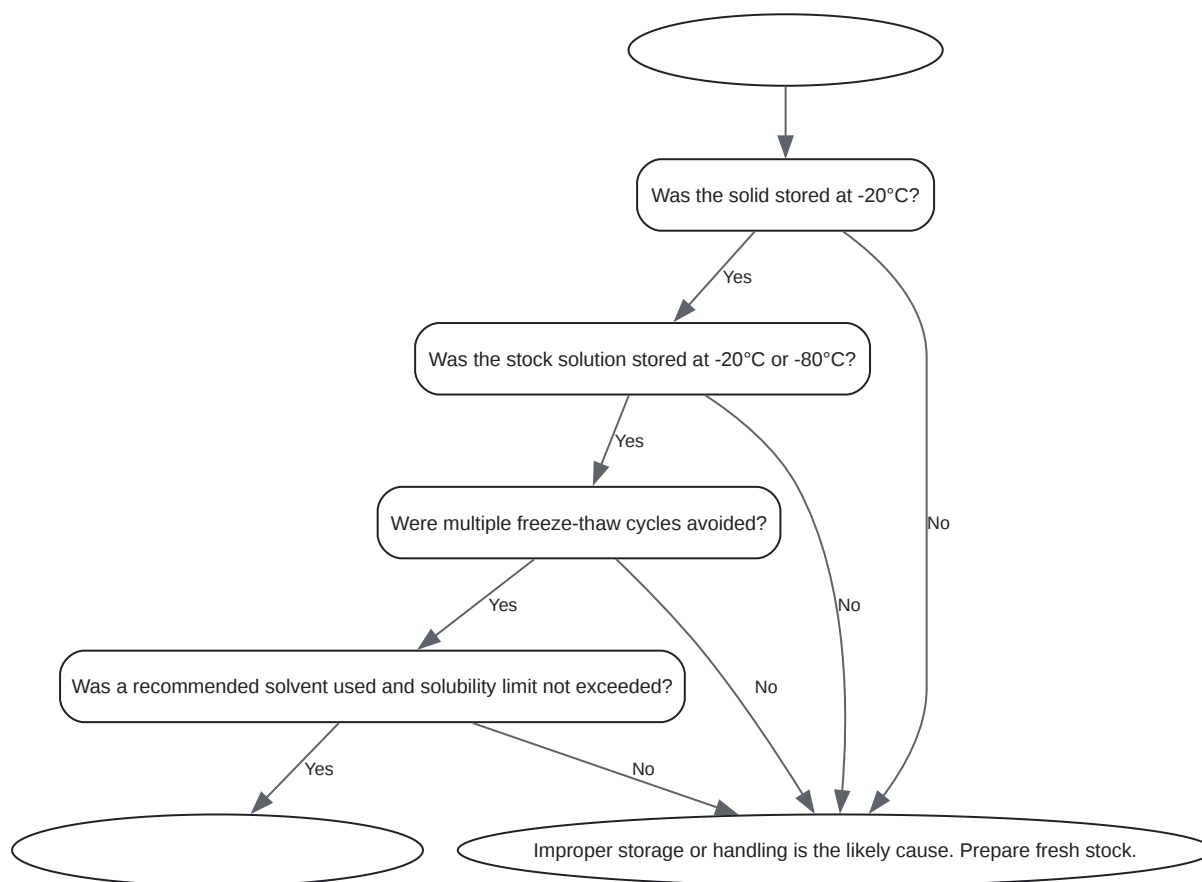 Was the solid stored at -20°C?
Yes
Was the stock solution stored at -20°C or -80°C?
Yes
Were multiple freeze-thaw cycles avoided?
No
Yes
No
Was a recommended solvent used and solubility limit not exceeded?
No
Yes
No
Improper storage or handling is the likely cause. Prepare fresh stock.